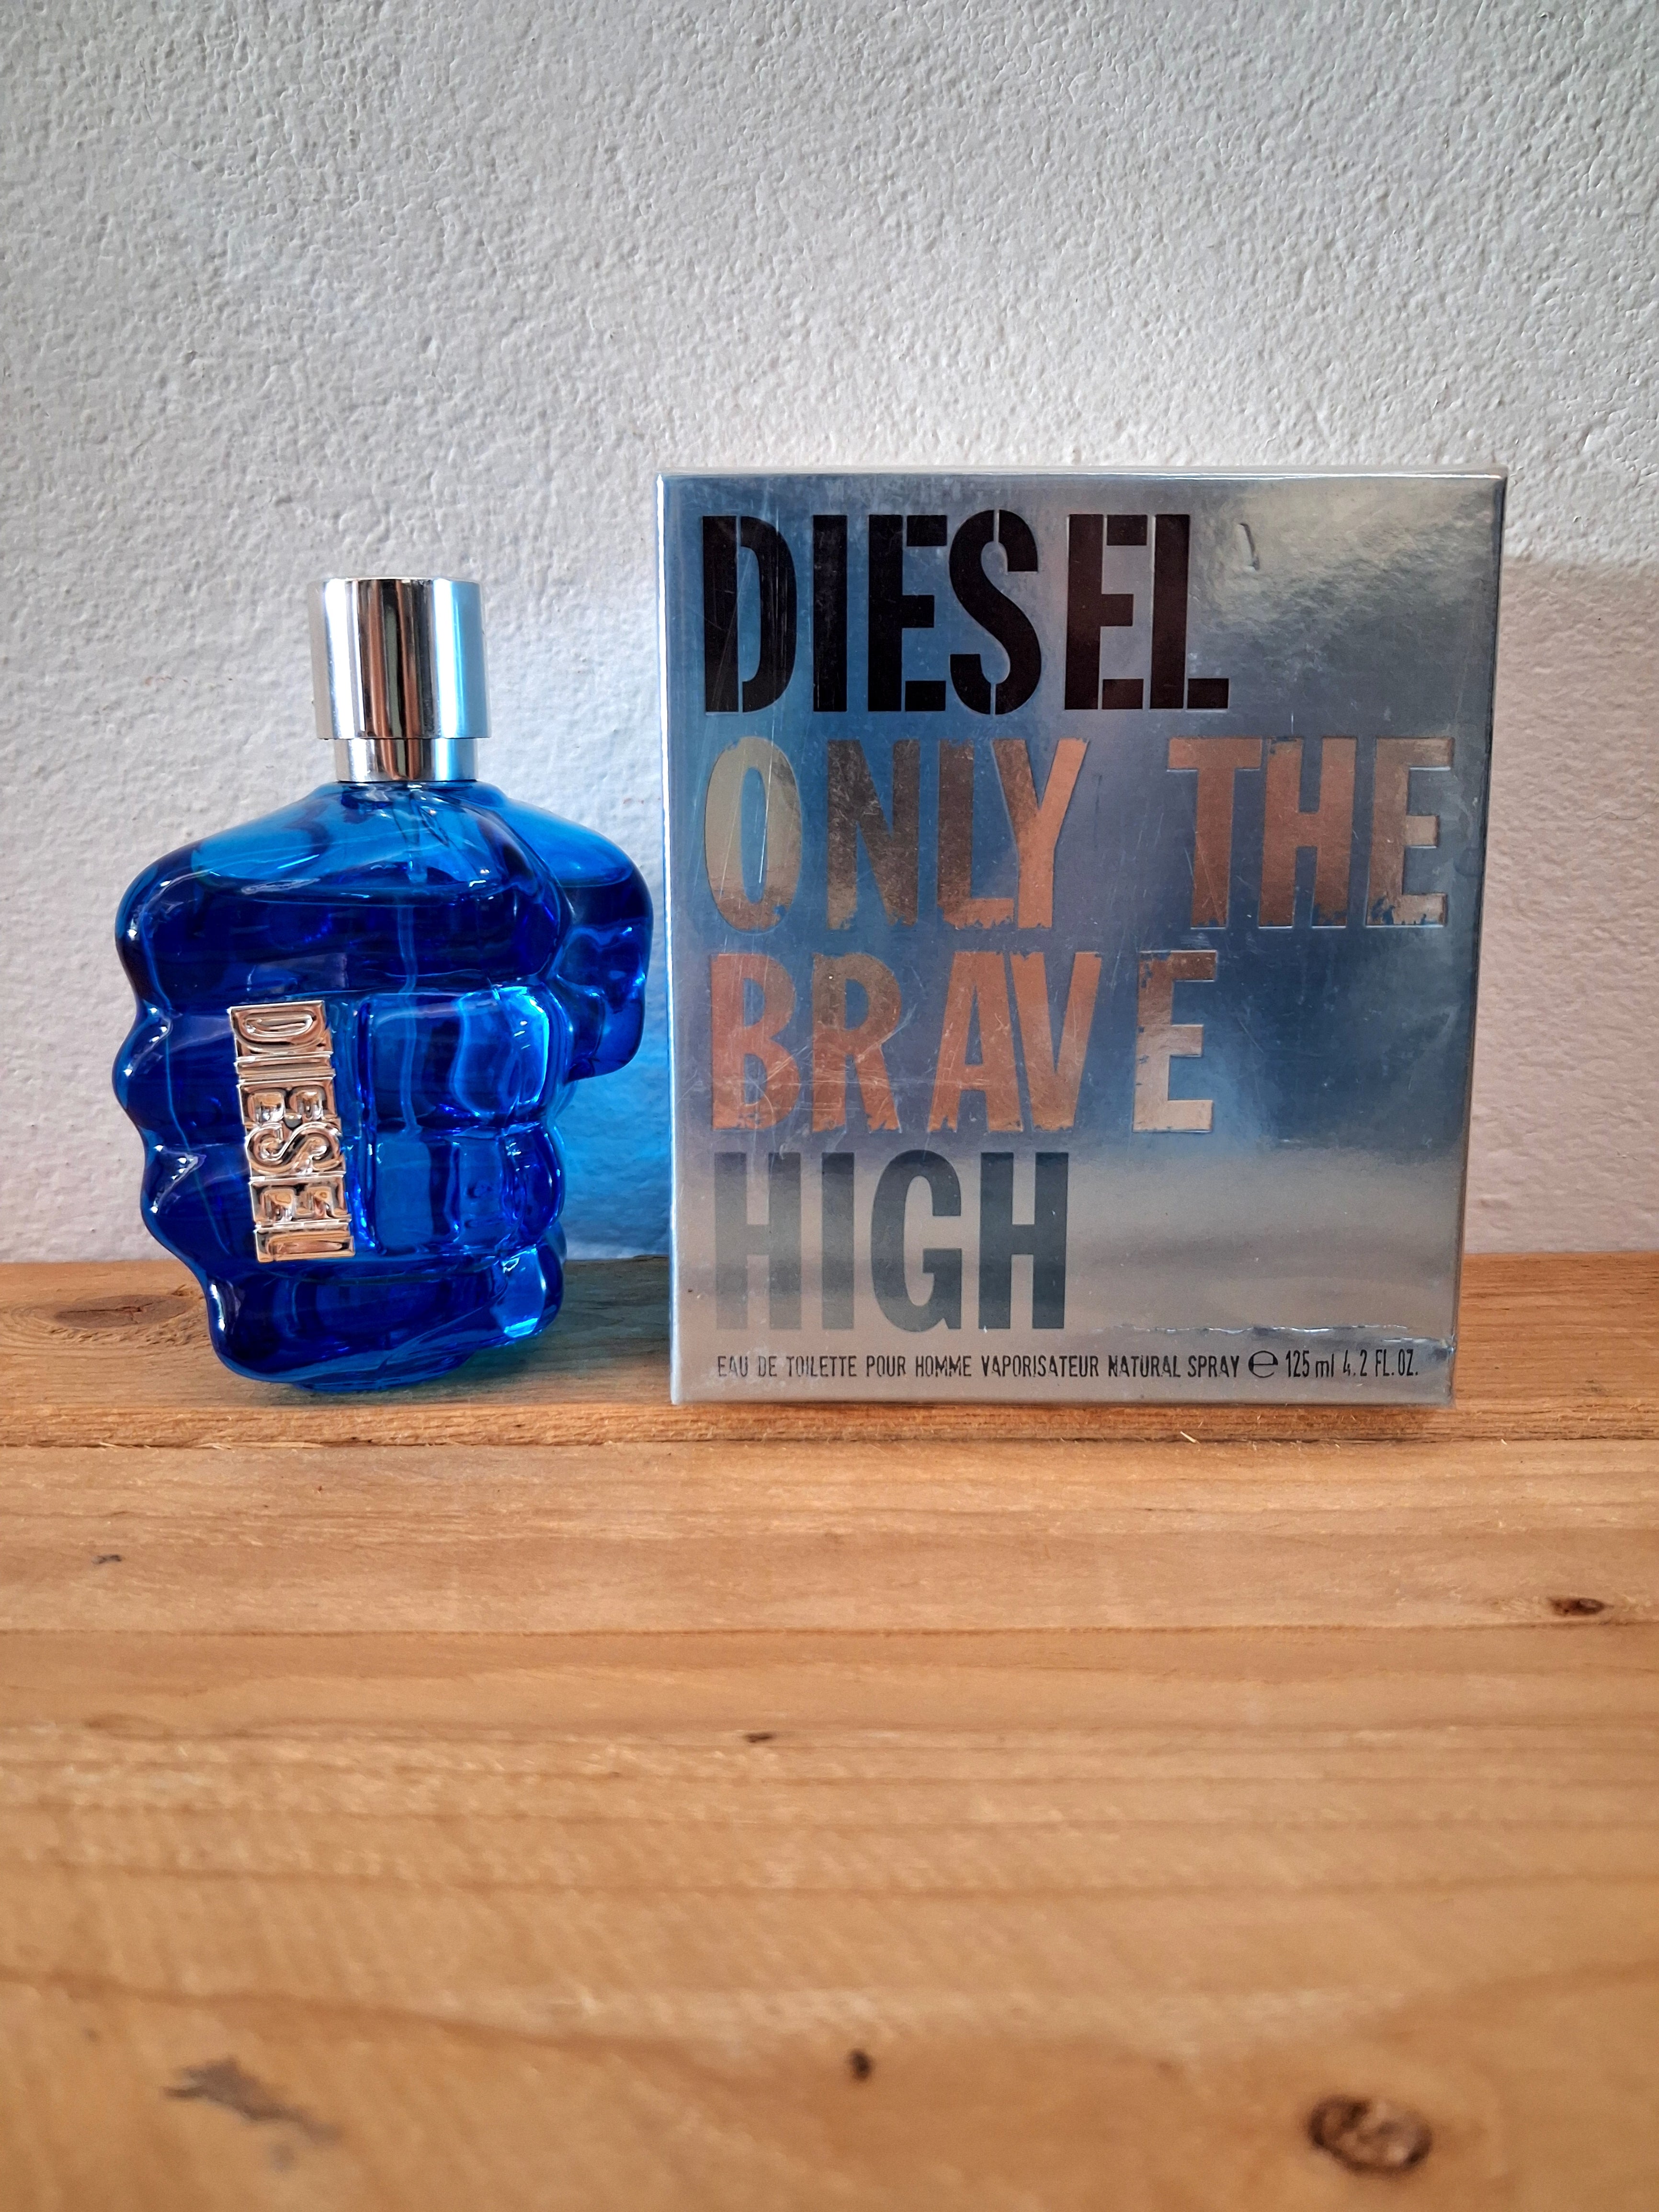 DIESEL
DIESEL
ONLY THE
BRAVE
HIGH
EAU DE TOILETTE POUR HOMME VAPORISATEUR NATURAL SPRAY ℮ 125 ml 4.2 FL.OZ.